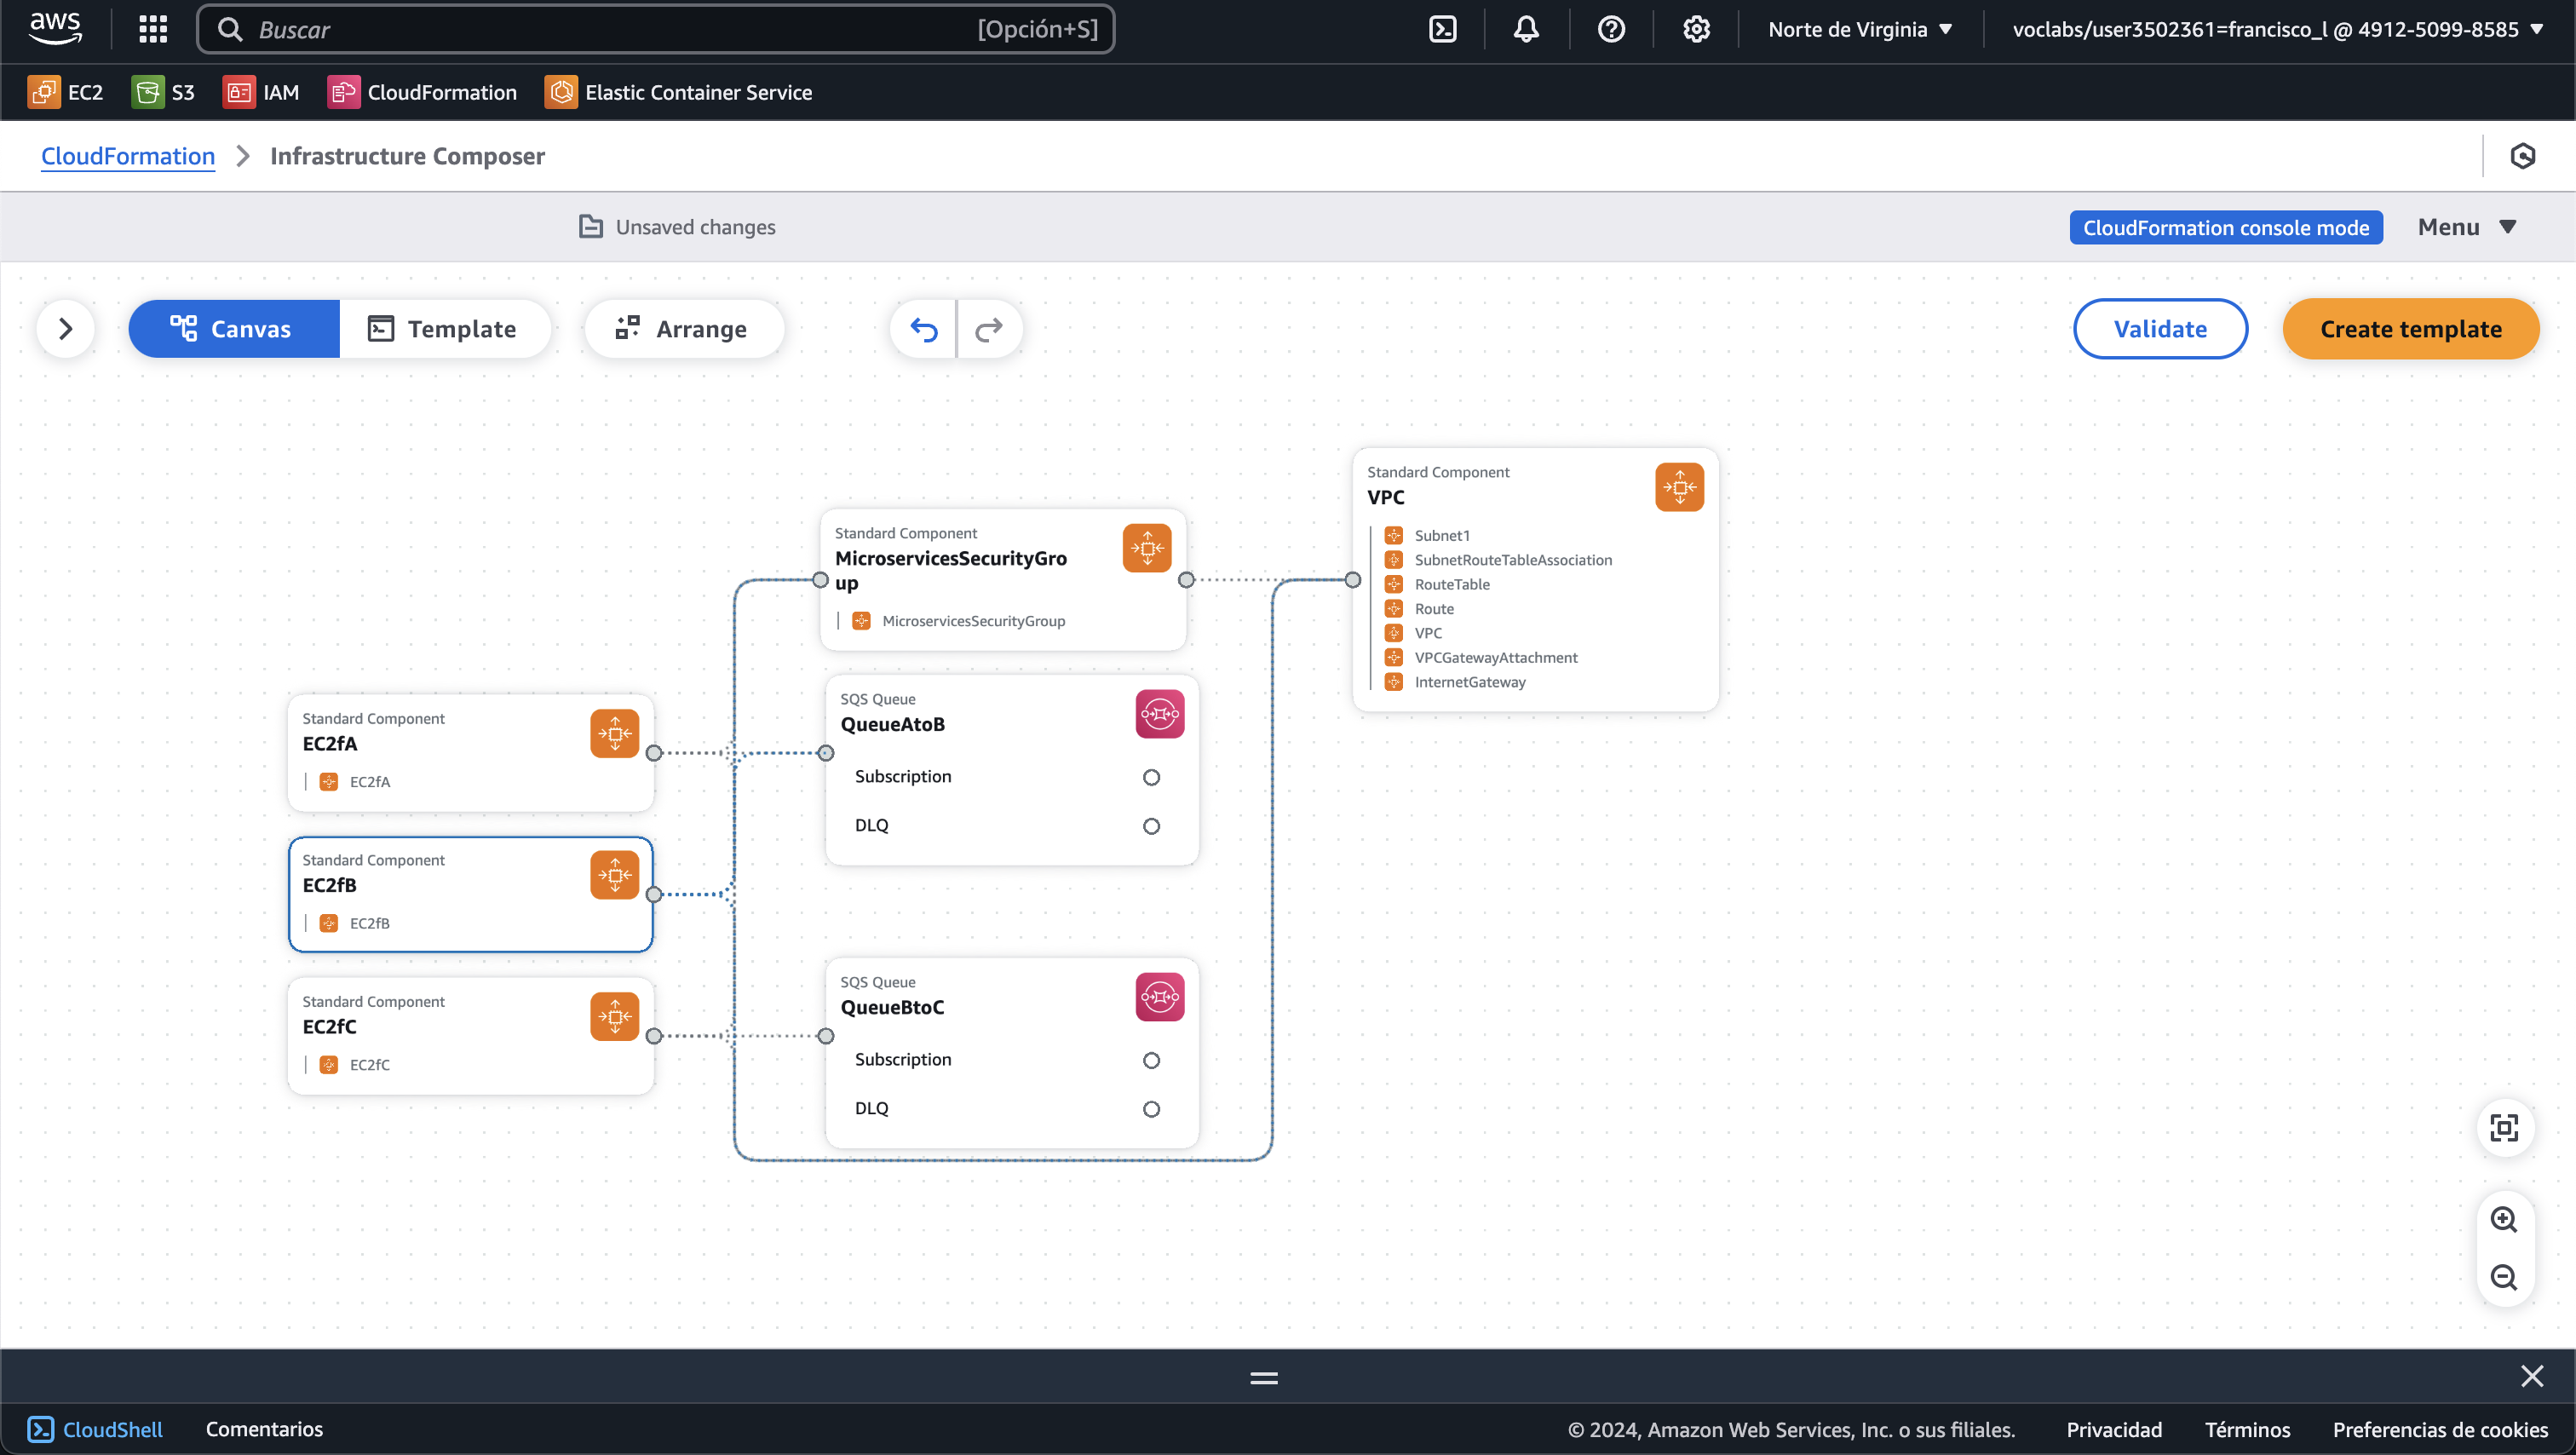 aws
Buscar
[Opción+S]
Norte de Virginia
voclabs/user3502361=francisco_l @ 4912-5099-8585
EC2
S3
IAM
CloudFormation
Elastic Container Service
CloudFormation
Infrastructure Composer
Unsaved changes
CloudFormation console mode
Menu
Canvas
Template
Arrange
Validate
Create template
Standard Component
VPC
Subnet1
SubnetRouteTableAssociation
RouteTable
Route
VPC
VPCGatewayAttachment
InternetGateway
Standard Component
MicroservicesSecurityGro
up
MicroservicesSecurityGroup
SQS Queue
QueueAtoB
Subscription
DLQ
Standard Component
EC2fA
EC2fA
Standard Component
EC2fB
EC2fB
Standard Component
EC2fC
EC2fC
SQS Queue
QueueBtoC
Subscription
DLQ
CloudShell
Comentarios
© 2024, Amazon Web Services, Inc. o sus filiales.
Privacidad
Términos
Preferencias de cookies